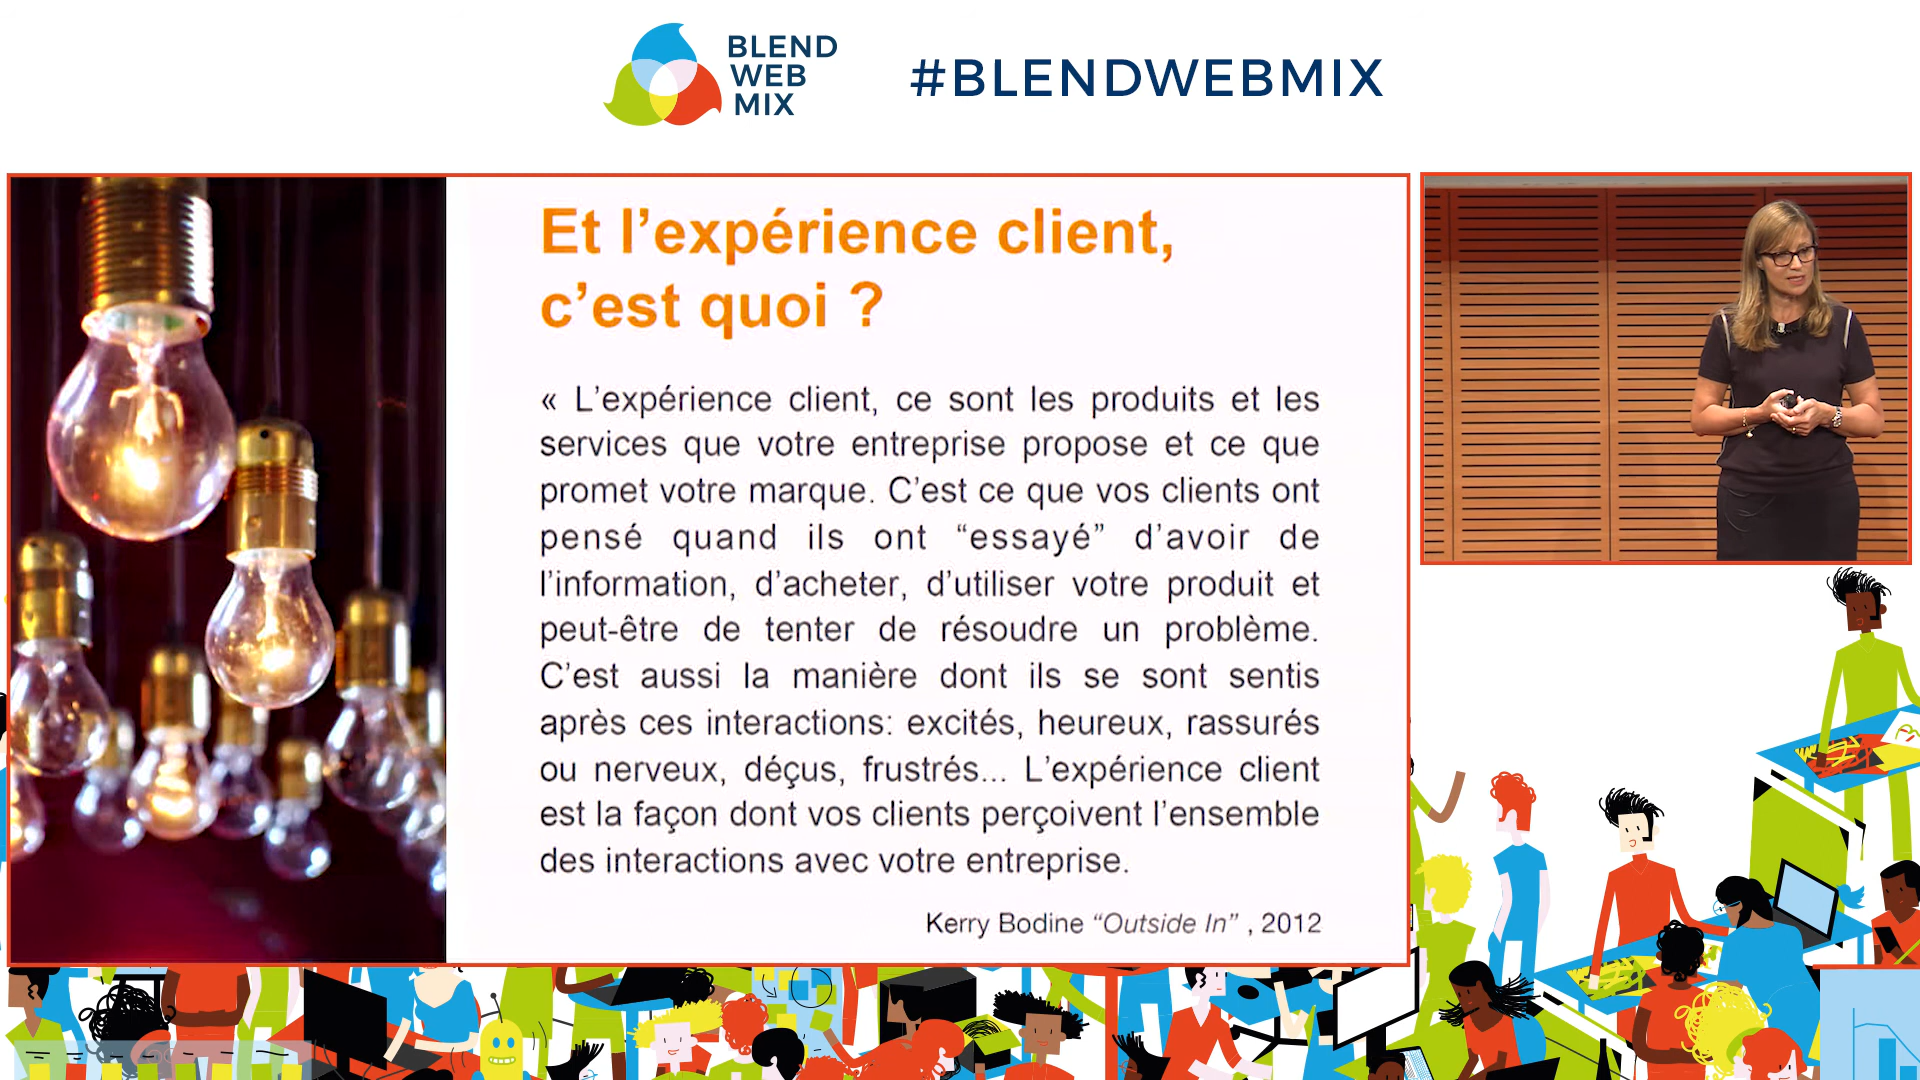 BLEND
WEB
MIX
#BLENDWEBMIX
Et l’expérience client,
c’est quoi ?
« L’expérience client, ce sont les produits et les
services que votre entreprise propose et ce que
promet votre marque. C’est ce que vos clients ont
pensé quand ils ont “essayé” d’avoir de
l’information, d’acheter, d’utiliser votre produit et
peut-être de tenter de résoudre un problème.
C’est aussi la manière dont ils se sont sentis
après ces interactions: excités, heureux, rassurés
ou nerveux, déçus, frustrés... L’expérience client
est la façon dont vos clients perçoivent l’ensemble
des interactions avec votre entreprise.
Kerry Bodine “Outside In” , 2012